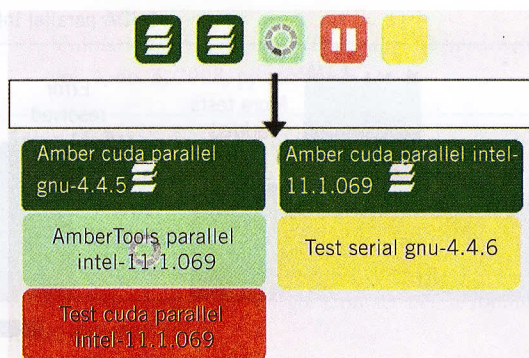 Amber cuda parallel
gnu-4.4.5
Amber cuda parallel intel-
11.1.069
AmberTools parallel
intel-11.1.069
Test serial gnu-4.4.6
Test cuda parallel
intel-11.1.069